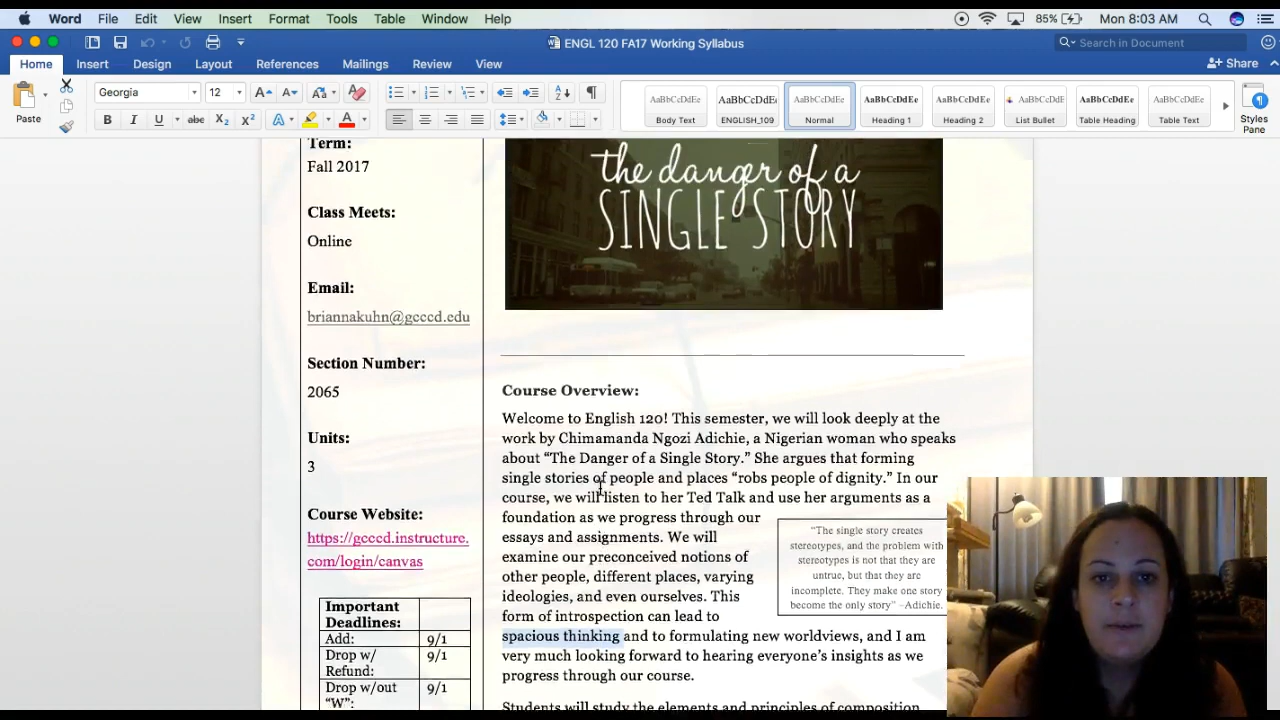 Word File Edit View Insert Format Tools Table Window Help
85% Mon 8:03 AM
ENGL 120 FA17 Working Syllabus
Search in Document
Home Insert Design Layout References Mailings Review View
Share
Paste
Georgia 12
AaBbCcDdEe AaBbCcDdE AaBbCcDdEe AaBbCcDdEe AaBbCcDdEe AaBbCcDdE AaBbCcDdEe AaBbCcDdEe
Body Text ENGLISH_109 Normal Heading 1 Heading 2 List Bullet Table Heading Table Text
Styles
Pane
Term:
Fall 2017
Class Meets:
Online
Email:
briannakuhn@gcccd.edu
Section Number:
2065
Units:
3
Course Website:
https://gcccd.instructure.
com/login/canvas
Important
Deadlines:
Add: 9/1
Drop w/ 9/1
Refund:
Drop w/out 9/1
"W":
the danger of a
SINGLE STORY
Course Overview:
Welcome to English 120! This semester, we will look deeply at the
work by Chimamanda Ngozi Adichie, a Nigerian woman who speaks
about “The Danger of a Single Story.” She argues that forming
single stories of people and places “robs people of dignity.” In our
course, we will listen to her Ted Talk and use her arguments as a
foundation as we progress through our
essays and assignments. We will
examine our preconceived notions of
other people, different places, varying
ideologies, and even ourselves. This
form of introspection can lead to
spacious thinking and to formulating new worldviews, and I am
very much looking forward to hearing everyone’s insights as we
progress through our course.
"The single story creates
stereotypes, and the problem with
stereotypes is not that they are
untrue, but that they are
incomplete. They make one story
become the only story" –Adichie.
Students will study the elements and principles of composition